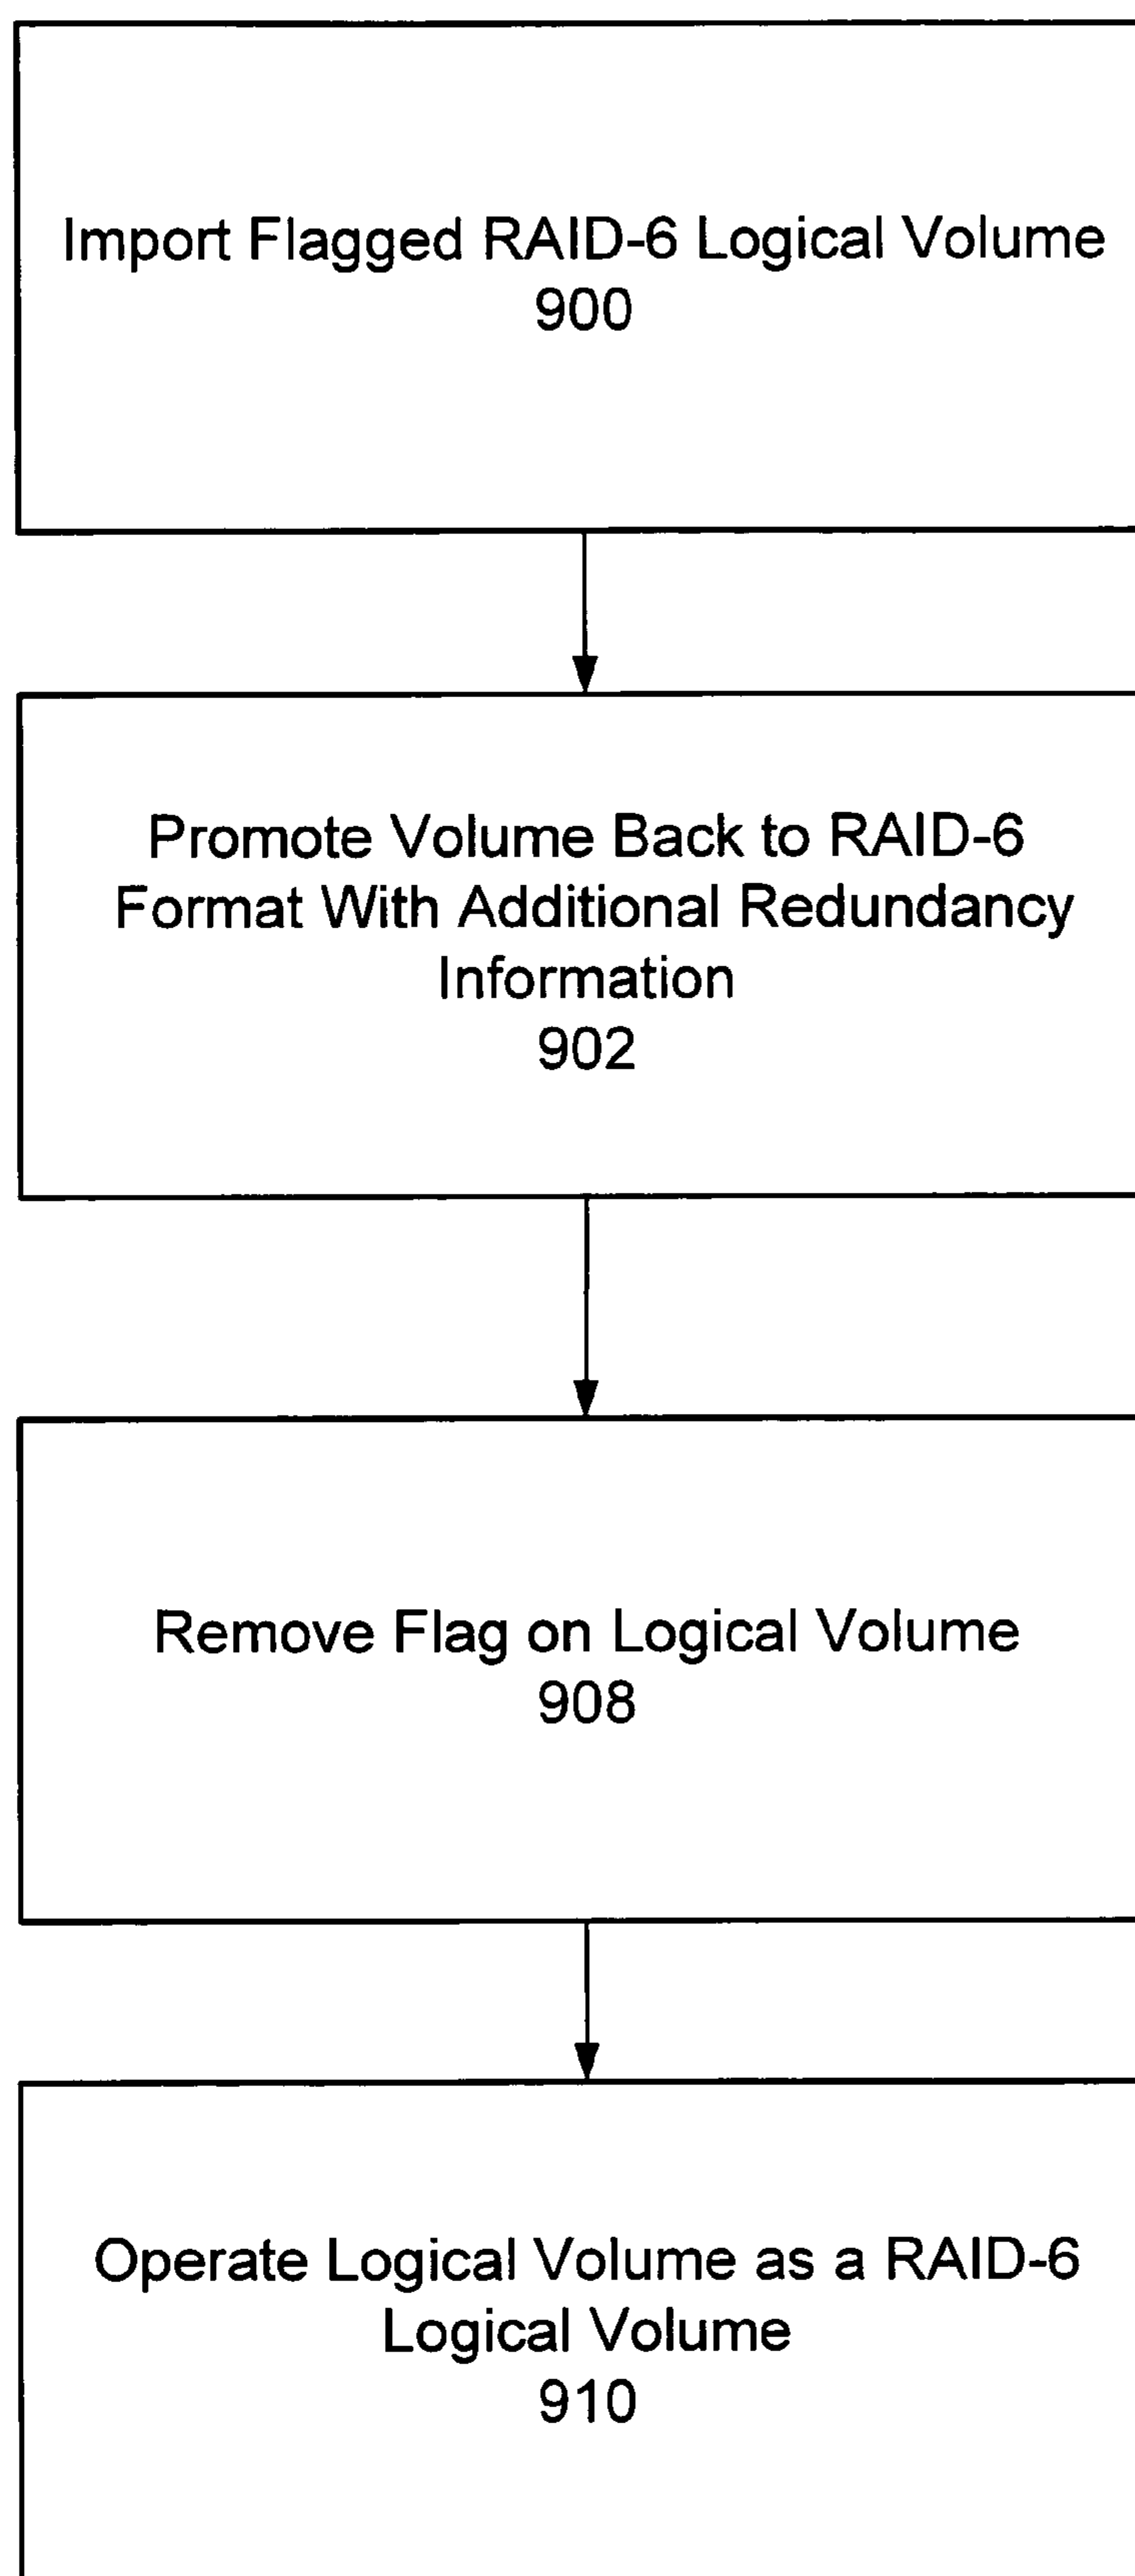 Import Flagged RAID-6 Logical Volume
900
Promote Volume Back to RAID-6
Format With Additional Redundancy
Information
902
Remove Flag on Logical Volume
908
Operate Logical Volume as a RAID-6
Logical Volume
910